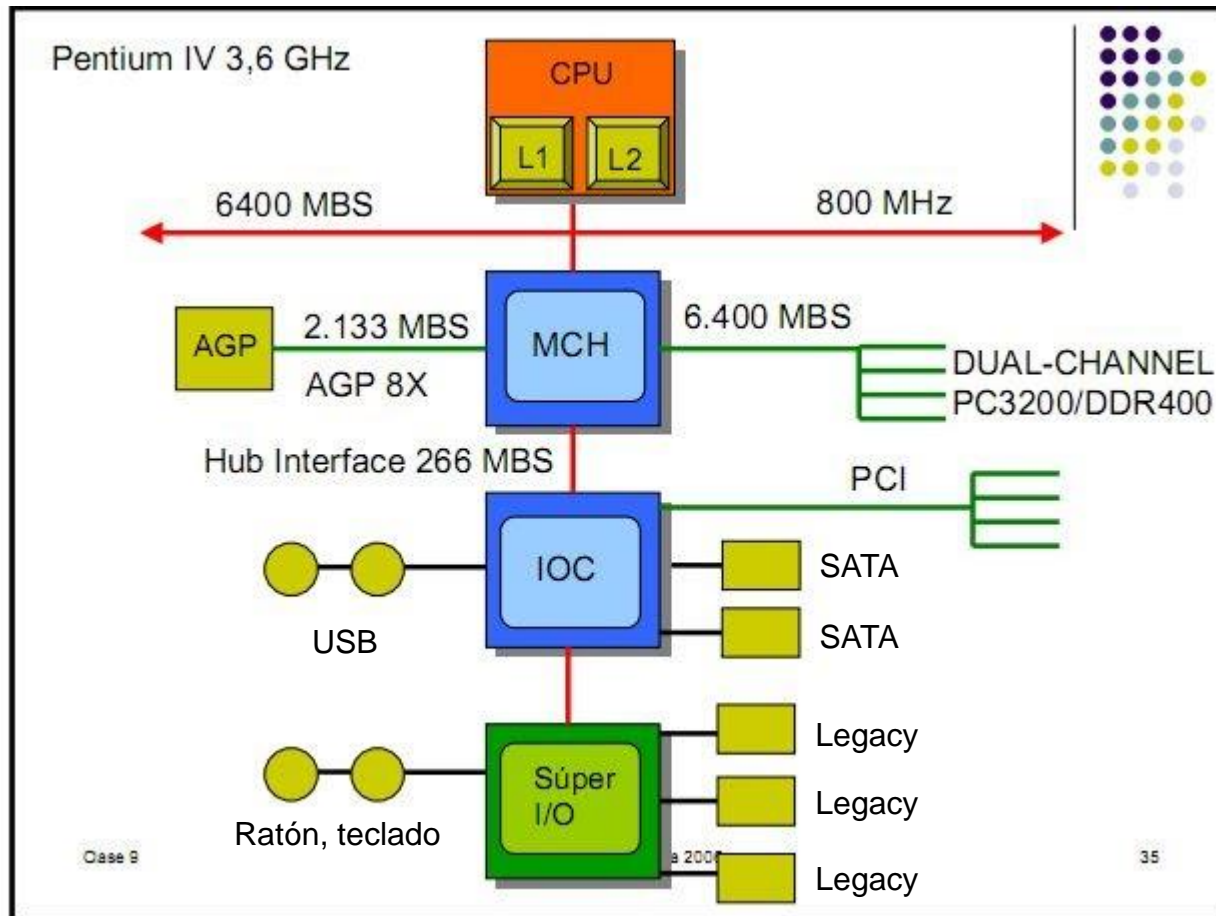 Pentium IV 3,6 GHz
CPU
L1
L2
6400 MBS
800 MHz
AGP
2.133 MBS
AGP 8X
MCH
6.400 MBS
DUAL-CHANNEL
PC3200/DDR400
Hub Interface 266 MBS
PCI
IOC
SATA
USB
SATA
Legacy
Súper
I/O
Ratón, teclado
Legacy
Clase 9
35
Legacy